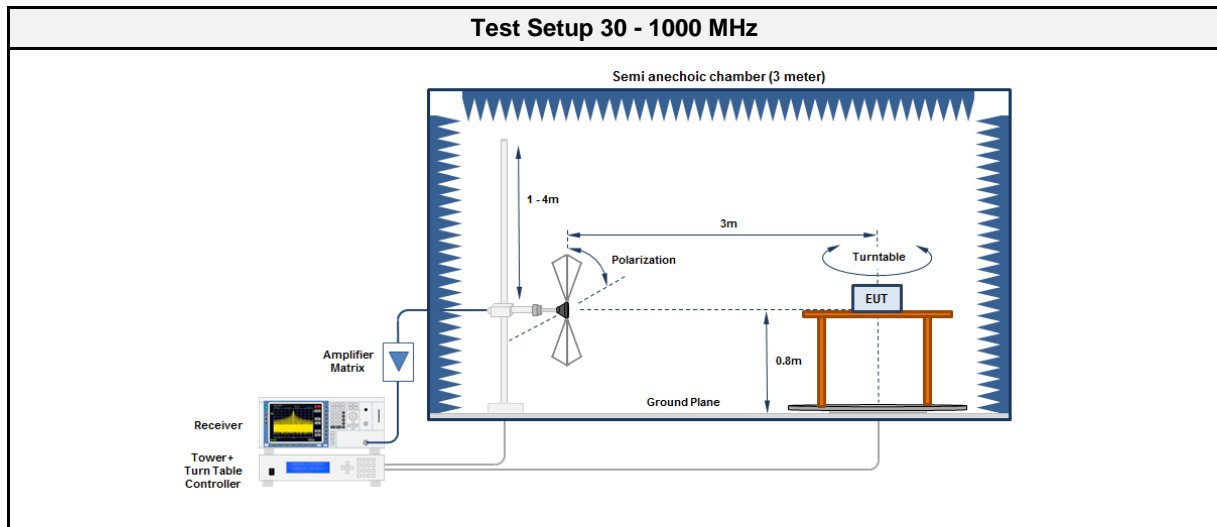 Test Setup 30 - 1000 MHz
Semi anechoic chamber (3 meter)
1 - 4m
3m
Polarization
Turntable
EUT
Amplifier
Matrix
0.8m
Ground Plane
Receiver
Tower+
Turn Table
Controller